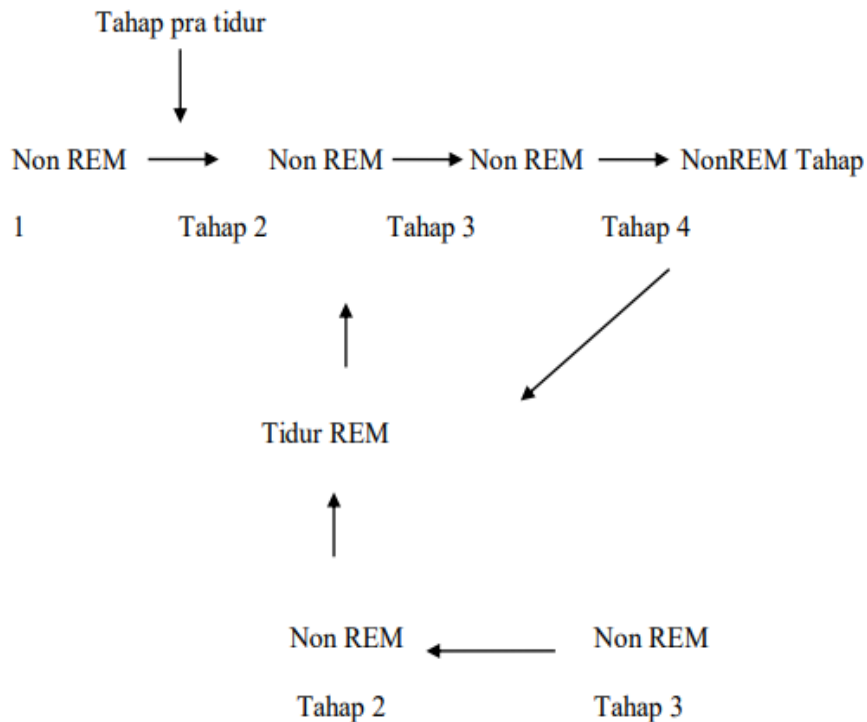 Tahap pra tidur
Non REM Non REM Non REM NonREM Tahap
1 Tahap 2 Tahap 3 Tahap 4
Tidur REM
Non REM Non REM
Tahap 2 Tahap 3